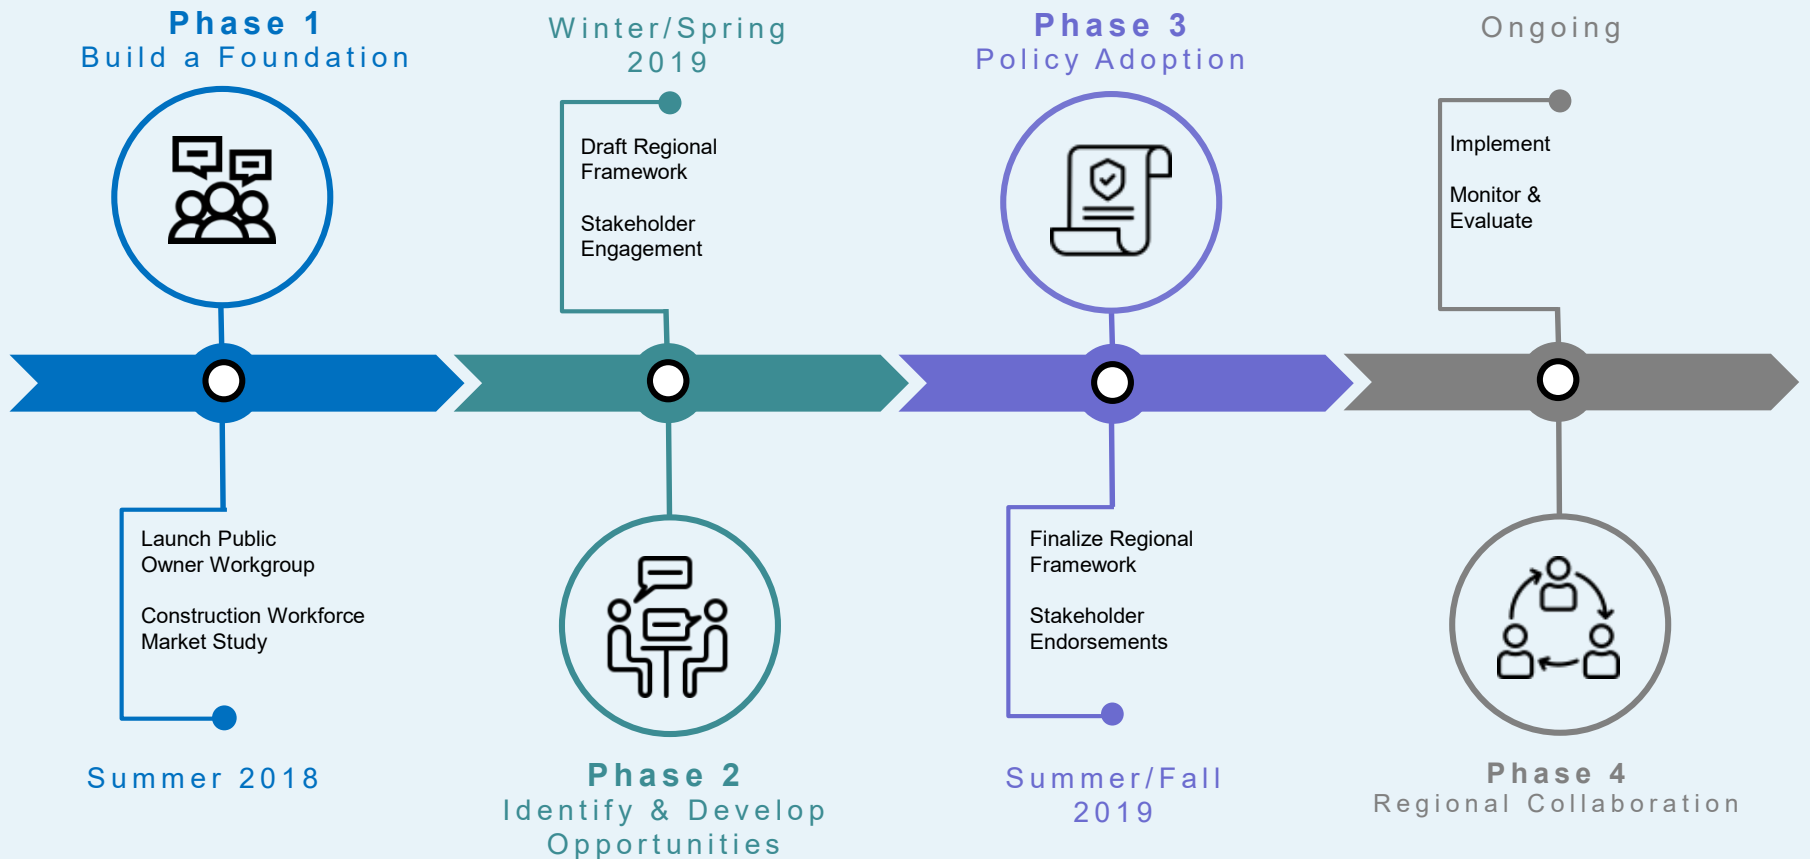 Phase 1
Build a Foundation
Launch Public
Owner Workgroup
Construction Workforce
Market Study
Summer 2018
Winter/Spring
2019
Draft Regional
Framework
Stakeholder
Engagement
Phase 2
Identify & Develop
Opportunities
Phase 3
Policy Adoption
Finalize Regional
Framework
Stakeholder
Endorsements
Summer/Fall
2019
Ongoing
Implement
Monitor &
Evaluate
Phase 4
Regional Collaboration